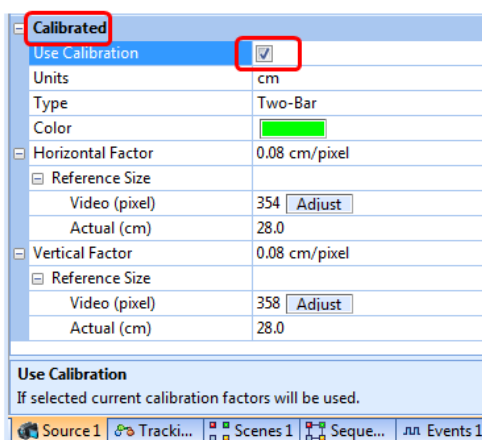 Calibrated
Use Calibration
Units cm
Type Two-Bar
Color
Horizontal Factor 0.08 cm/pixel
Reference Size
Video (pixel) 354 Adjust
Actual (cm) 28.0
Vertical Factor 0.08 cm/pixel
Reference Size
Video (pixel) 358 Adjust
Actual (cm) 28.0
Use Calibration
If selected current calibration factors will be used.
Source 1 Tracki... Scenes 1 Seque... Events 1